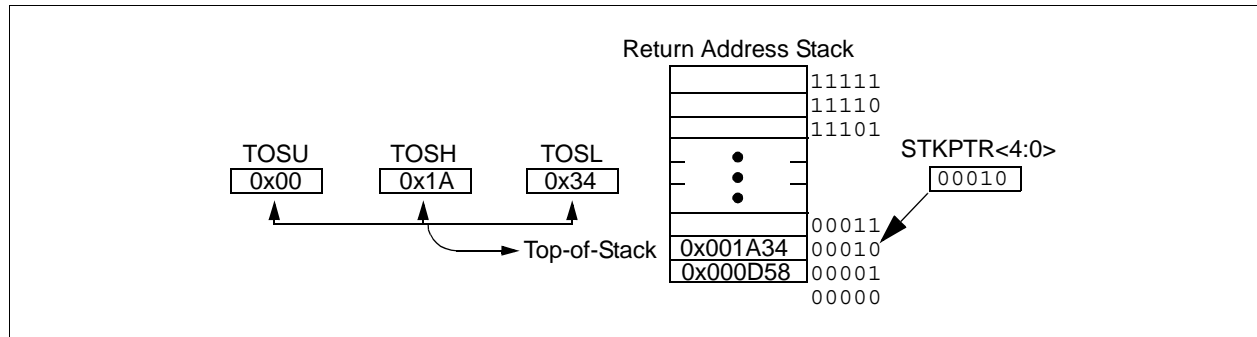 Return Address Stack
11111
11110
11101
TOSU TOSH TOSL STKPTR<4:0>
0x00 0x1A 0x34 00010
00011
Top-of-Stack 0x001A34 00010
0x000D58 00001
00000